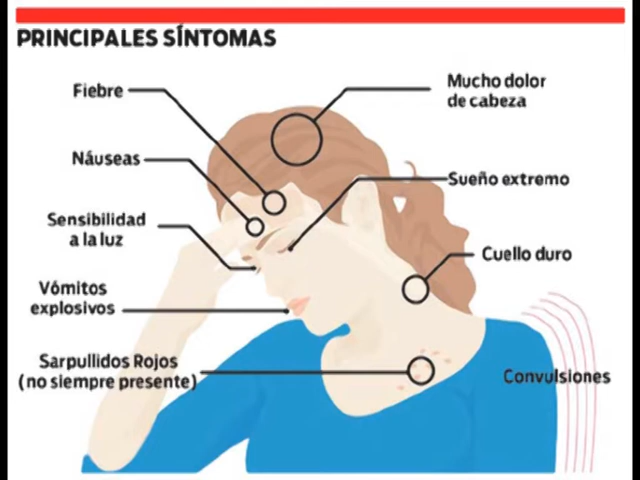 PRINCIPALES SÍNTOMAS
Fiebre
Mucho dolor
de cabeza
Náuseas
Sueño extremo
Sensibilidad
a la luz
Cuello duro
Vómitos
explosivos
Sarpullidos Rojos
(no siempre presente)
Convulsiones